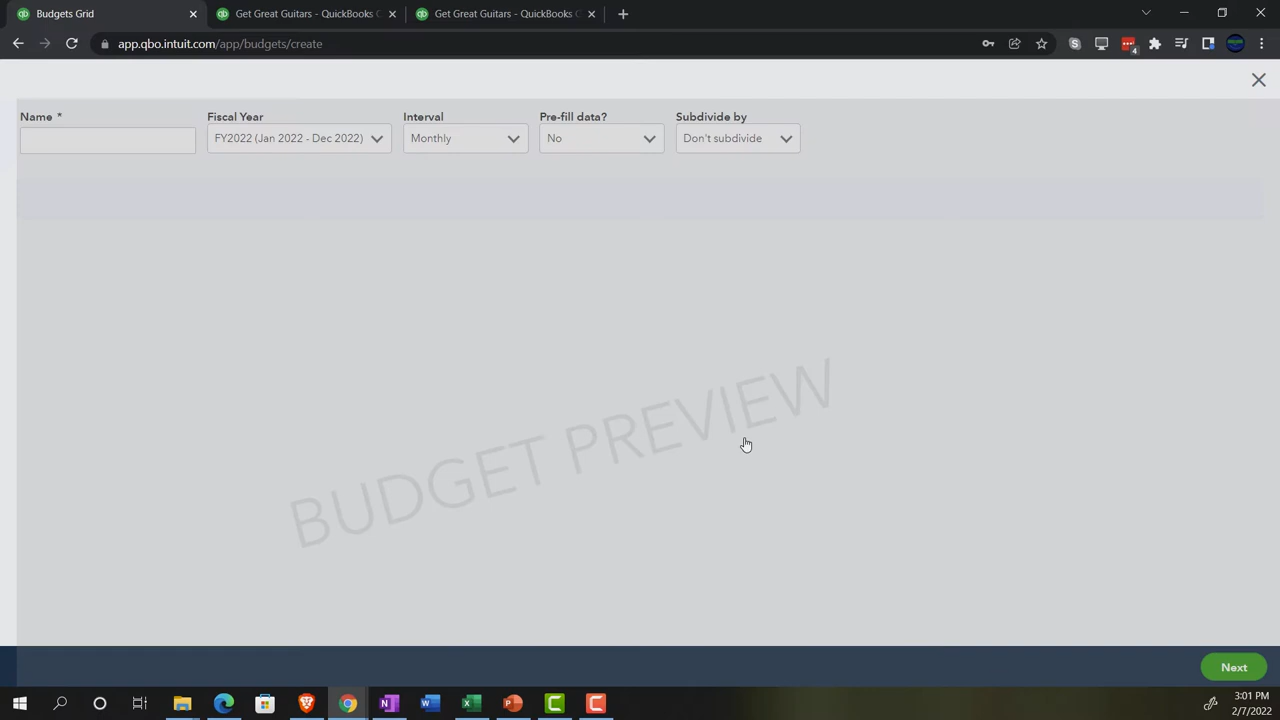 Budgets Grid
Get Great Guitars - QuickBooks C
Get Great Guitars - QuickBooks C
app.qbo.intuit.com/app/budgets/create
4
Name *
Fiscal Year
Interval
Pre-fill data?
Subdivide by
FY2022 (Jan 2022 - Dec 2022)
Monthly
No
Don't subdivide
BUDGET PREVIEW
Next
3:01 PM
2/7/2022